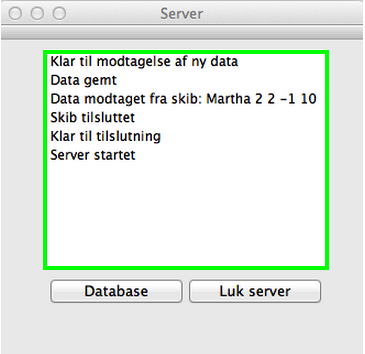 Server
Klar til modtagelse af ny data
Data gemt
Data modtaget fra skib: Martha 2 2 -1 10
Skib tilsluttet
Klar til tilslutning
Server startet
Database
Luk server